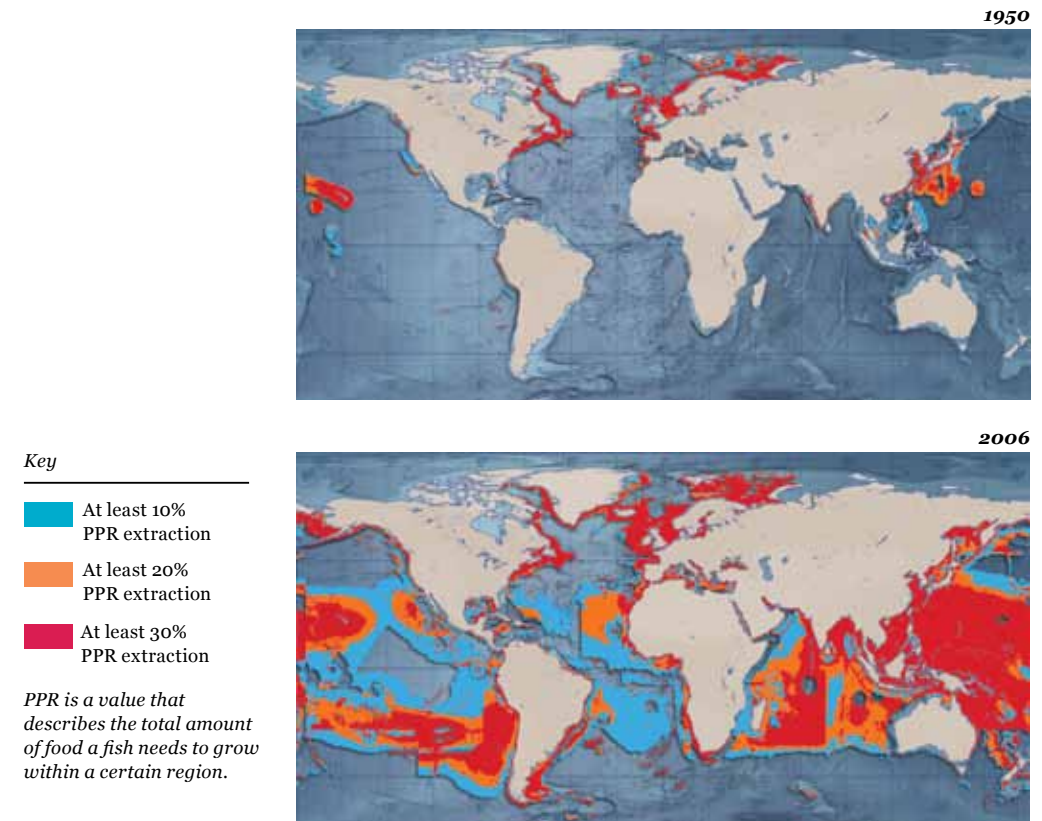 1950
2006
Key
At least 10%
PPR extraction
At least 20%
PPR extraction
At least 30%
PPR extraction
PPR is a value that
describes the total amount
of food a fish needs to grow
within a certain region.